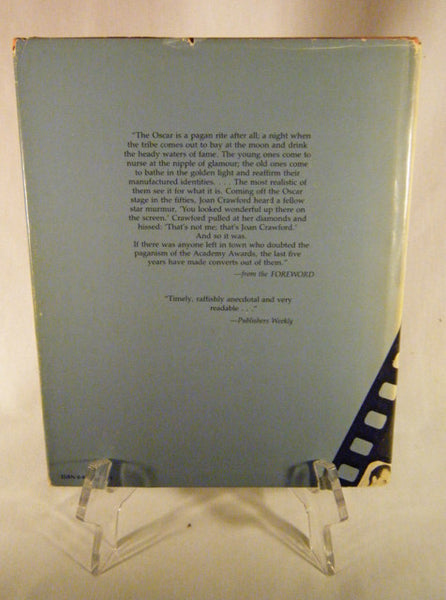 "The Oscar is a pagan rite after all; a night when
the tribe comes out to bay at the moon and drink
the heady waters of fame. The young ones come to
nurse at the nipple of glamour; the old ones come
to bathe in the golden light and reaffirm their
manufactured identities. . . . The most realistic of
them see it for what it is. Coming off the Oscar
stage in the fifties, Joan Crawford heard a fellow
star murmur, 'You looked wonderful up there on
the screen.' Crawford pulled at her diamonds and
hissed: 'That's not me; that's Joan Crawford.'
And so it was.
If there was anyone left in town who doubted the
paganism of the Academy Awards, the last five
years have made converts out of them."
—from the FOREWORD
"Timely, raffishly anecdotal and very
readable . . ."
—Publishers Weekly
ISBN